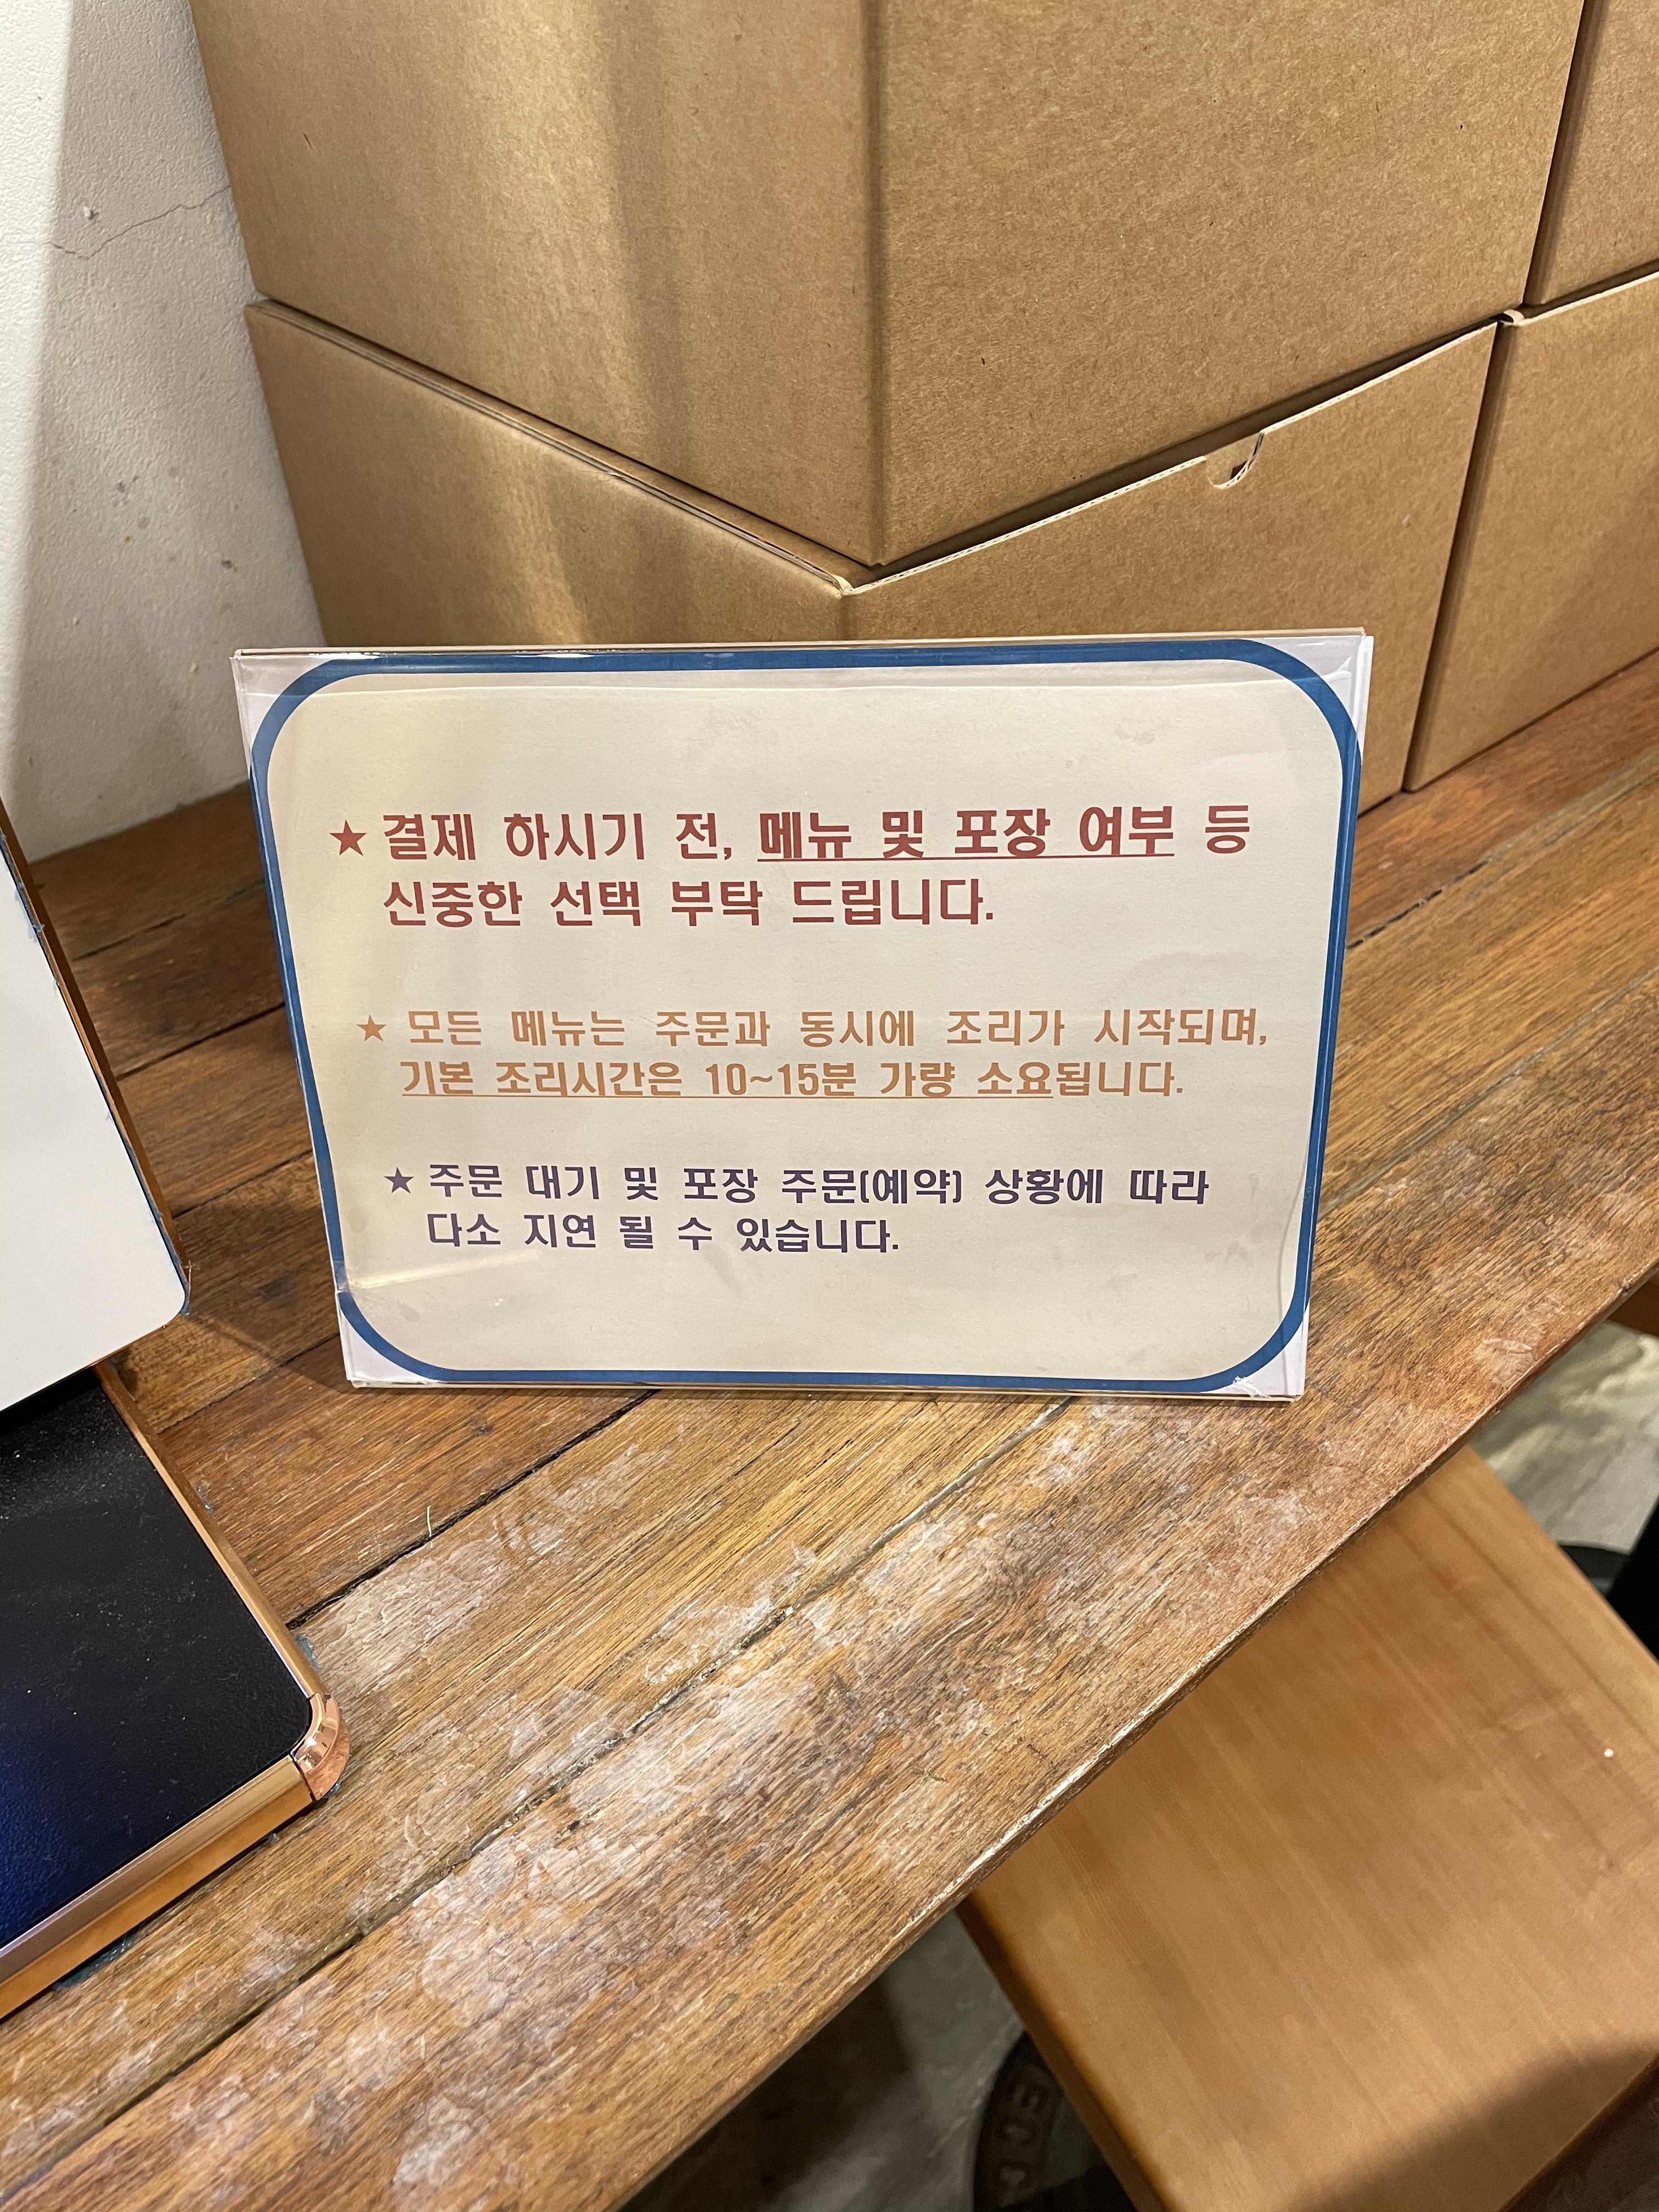 ★ 결제 하시기 전, 메뉴 및 포장 여부 등
신중한 선택 부탁 드립니다.
★ 모든 메뉴는 주문과 동시에 조리가 시작되며,
기본 조리시간은 10~15분 가량 소요됩니다.
★ 주문 대기 및 포장 주문(예약) 상황에 따라
다소 지연 될 수 있습니다.